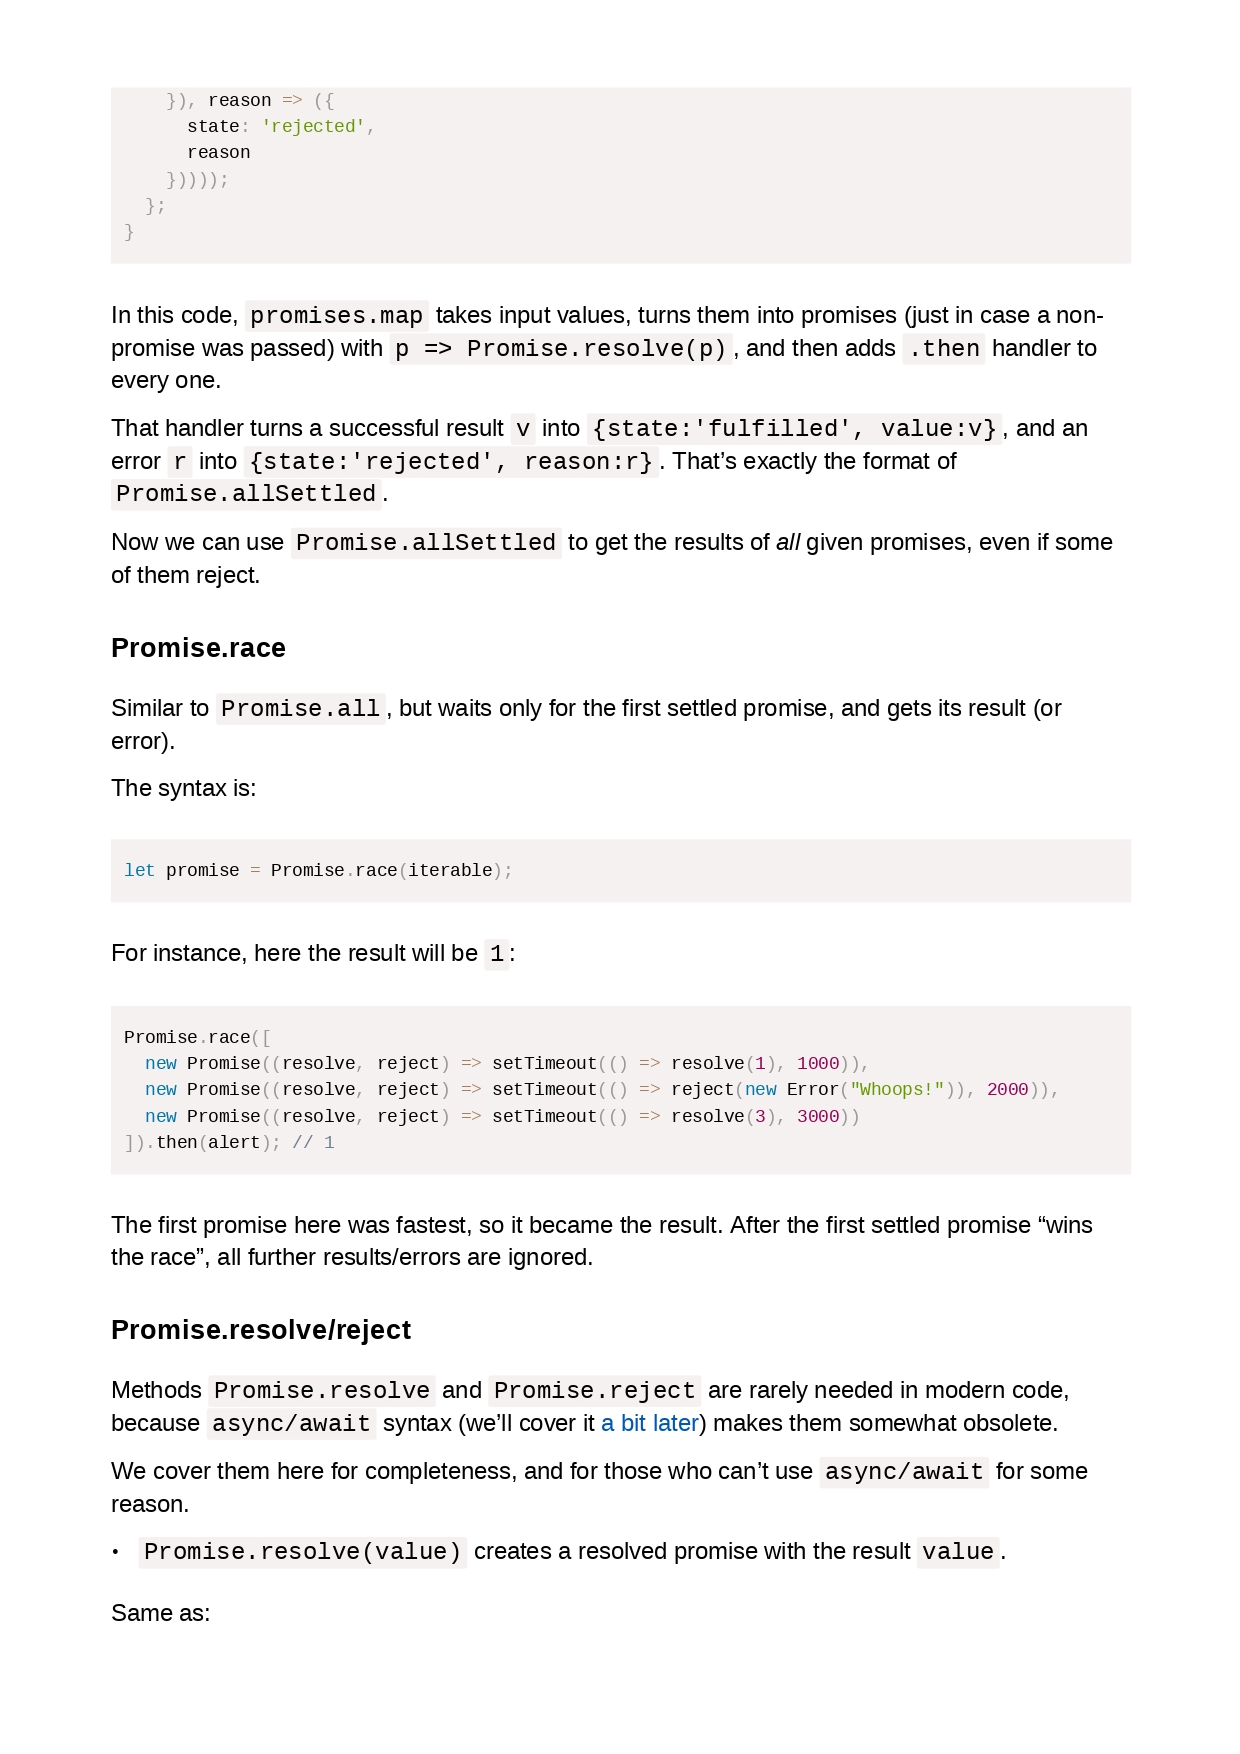 }), reason => ({
      state: 'rejected',
      reason
    }))));
  };
}
In this code, promises.map takes input values, turns them into promises (just in case a non-
promise was passed) with p => Promise.resolve(p), and then adds .then handler to
every one.
That handler turns a successful result v into {state:'fulfilled', value:v}, and an
error r into {state:'rejected', reason:r}. That’s exactly the format of
Promise.allSettled.
Now we can use Promise.allSettled to get the results of all given promises, even if some
of them reject.
Promise.race
Similar to Promise.all, but waits only for the first settled promise, and gets its result (or
error).
The syntax is:
let promise = Promise.race(iterable);
For instance, here the result will be 1:
Promise.race([
  new Promise((resolve, reject) => setTimeout(() => resolve(1), 1000)),
  new Promise((resolve, reject) => setTimeout(() => reject(new Error("Whoops!")), 2000)),
  new Promise((resolve, reject) => setTimeout(() => resolve(3), 3000))
]).then(alert); // 1
The first promise here was fastest, so it became the result. After the first settled promise “wins
the race”, all further results/errors are ignored.
Promise.resolve/reject
Methods Promise.resolve and Promise.reject are rarely needed in modern code,
because async/await syntax (we’ll cover it a bit later) makes them somewhat obsolete.
We cover them here for completeness, and for those who can’t use async/await for some
reason.
• Promise.resolve(value) creates a resolved promise with the result value.
Same as: